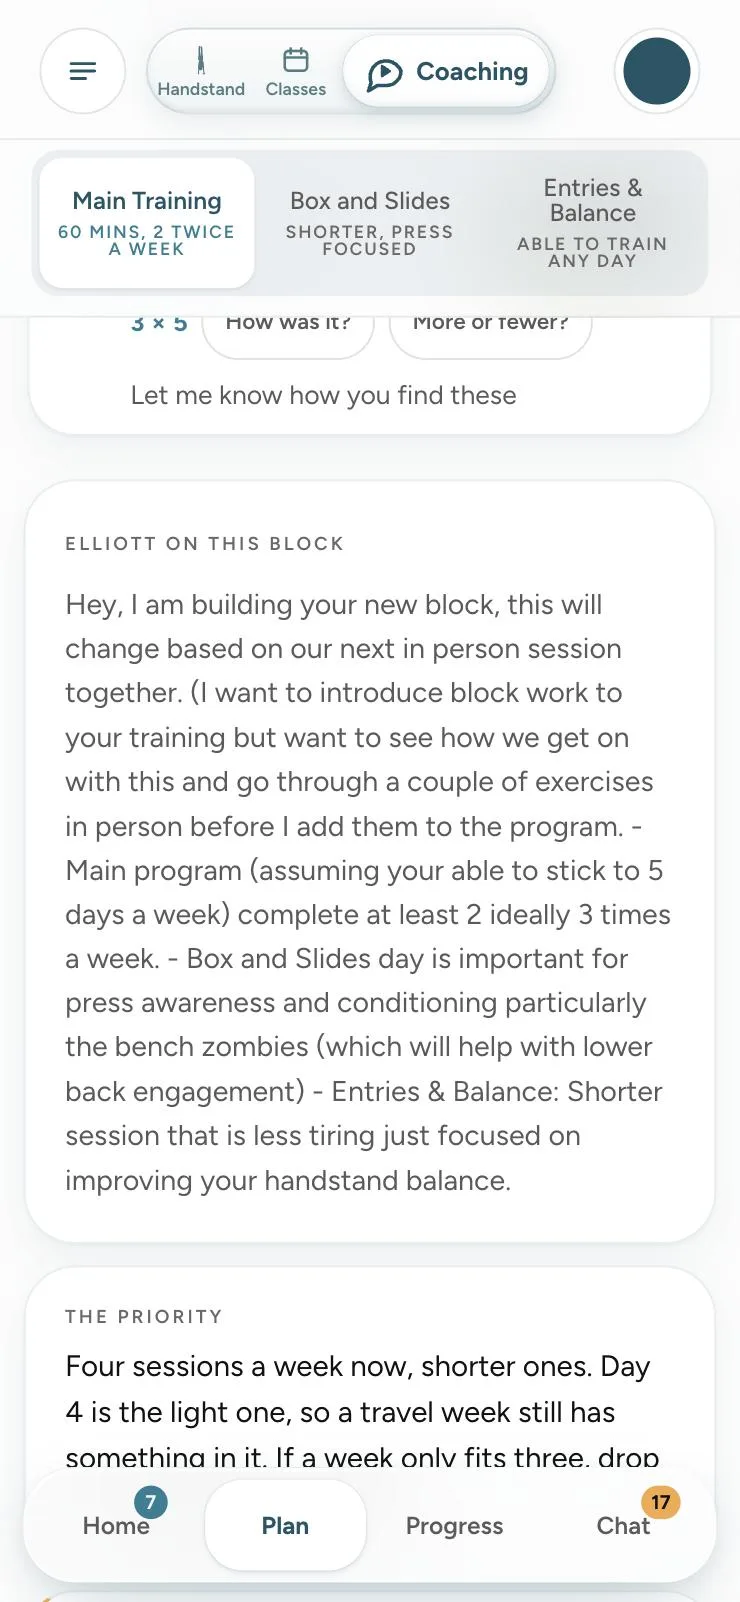 Handstand
Classes
Coaching
Main Training
60 MINS, 2 TWICE
A WEEK
Box and Slides
SHORTER, PRESS
FOCUSED
Entries &
Balance
ABLE TO TRAIN
ANY DAY
3 × 5
How was it?
More or fewer?
Let me know how you find these
ELLIOTT ON THIS BLOCK
Hey, I am building your new block, this will
change based on our next in person session
together. (I want to introduce block work to
your training but want to see how we get on
with this and go through a couple of exercises
in person before I add them to the program. -
Main program (assuming your able to stick to 5
days a week) complete at least 2 ideally 3 times
a week. - Box and Slides day is important for
press awareness and conditioning particularly
the bench zombies (which will help with lower
back engagement) - Entries & Balance: Shorter
session that is less tiring just focused on
improving your handstand balance.
THE PRIORITY
Four sessions a week now, shorter ones. Day
4 is the light one, so a travel week still has
something in it. If a week only fits three, drop
Home
7
Plan
Progress
Chat
17